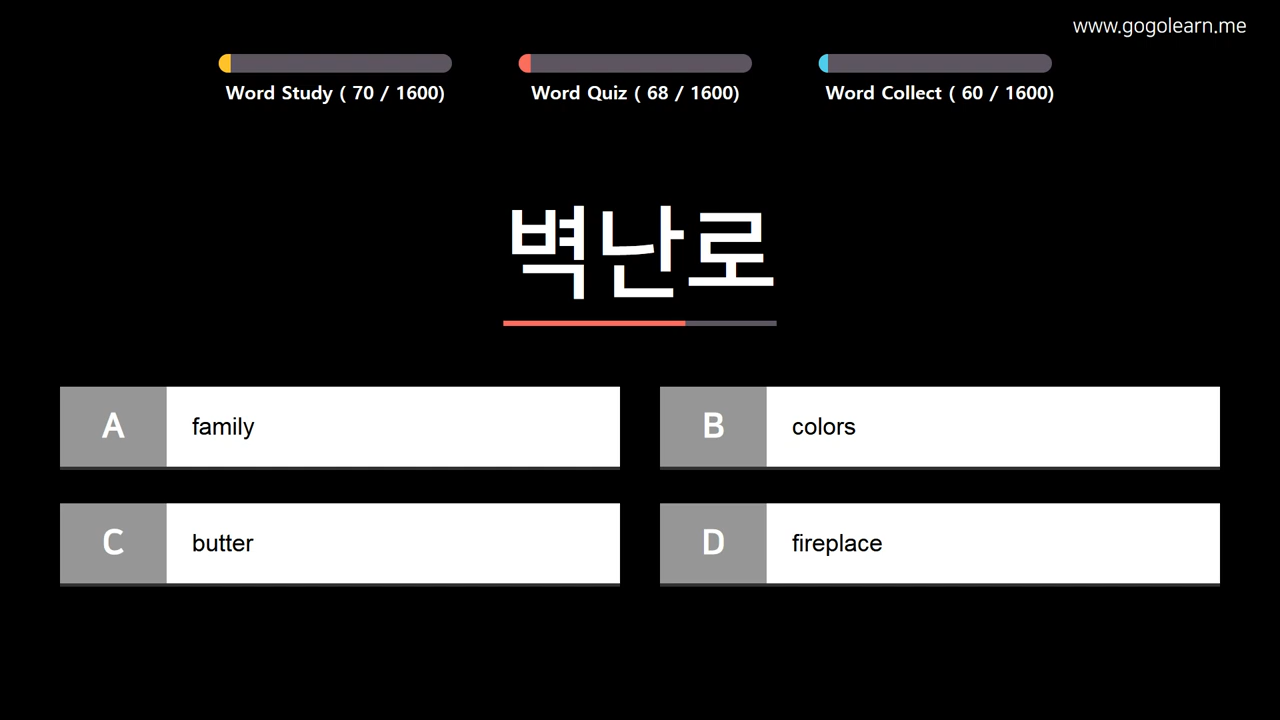 www.gogolearn.me
Word Study ( 70 / 1600)
Word Quiz ( 68 / 1600)
Word Collect ( 60 / 1600)
벽난로
A family
B colors
C butter
D fireplace